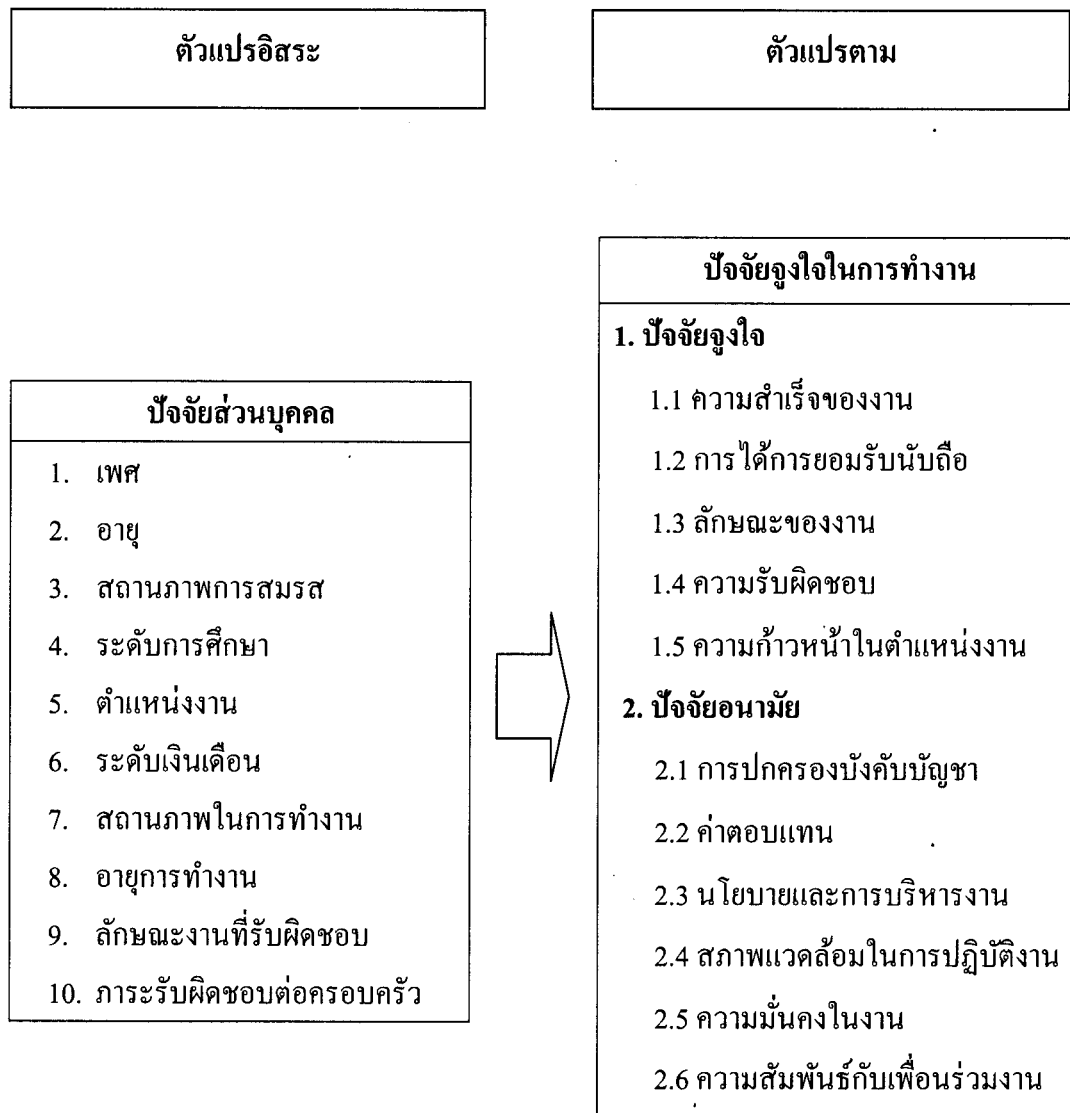 ตัวแปรอิสระ
ตัวแปรตาม
ปัจจัยส่วนบุคคล
1. เพศ
2. อายุ
3. สถานภาพการสมรส
4. ระดับการศึกษา
5. ตำแหน่งงาน
6. ระดับเงินเดือน
7. สถานภาพในการทำงาน
8. อายุการทำงาน
9. ลักษณะงานที่รับผิดชอบ
10. ภาระรับผิดชอบต่อครอบครัว
ปัจจัยจูงใจในการทำงาน
1. ปัจจัยจูงใจ
1.1 ความสำเร็จของงาน
1.2 การได้การยอมรับนับถือ
1.3 ลักษณะของงาน
1.4 ความรับผิดชอบ
1.5 ความก้าวหน้าในตำแหน่งงาน
2. ปัจจัยอนามัย
2.1 การปกครองบังคับบัญชา
2.2 ค่าตอบแทน
2.3 นโยบายและการบริหารงาน
2.4 สภาพแวดล้อมในการปฏิบัติงาน
2.5 ความมั่นคงในงาน
2.6 ความสัมพันธ์กับเพื่อนร่วมงาน